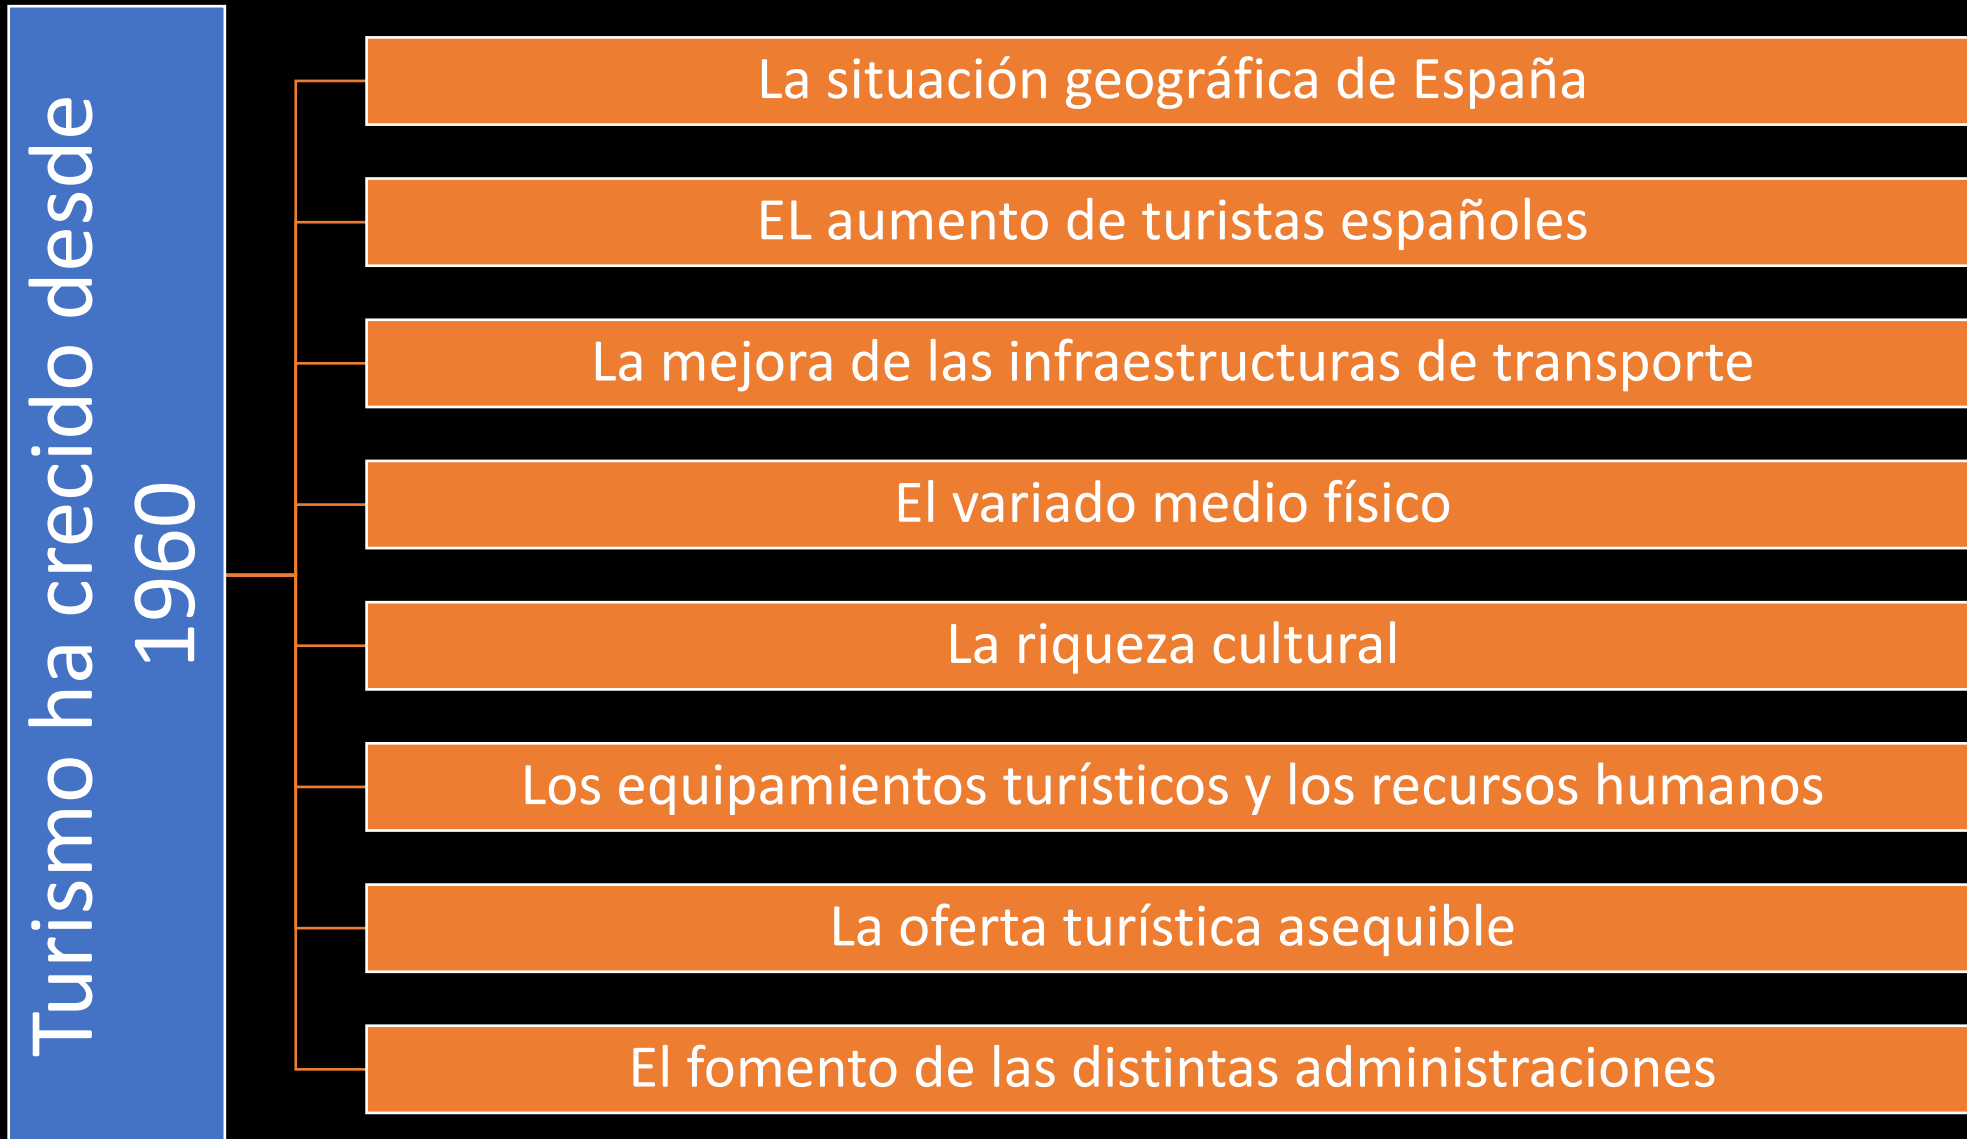 Turismo ha crecido desde
1960
La situación geográfica de España
EL aumento de turistas españoles
La mejora de las infraestructuras de transporte
El variado medio físico
La riqueza cultural
Los equipamientos turísticos y los recursos humanos
La oferta turística asequible
El fomento de las distintas administraciones